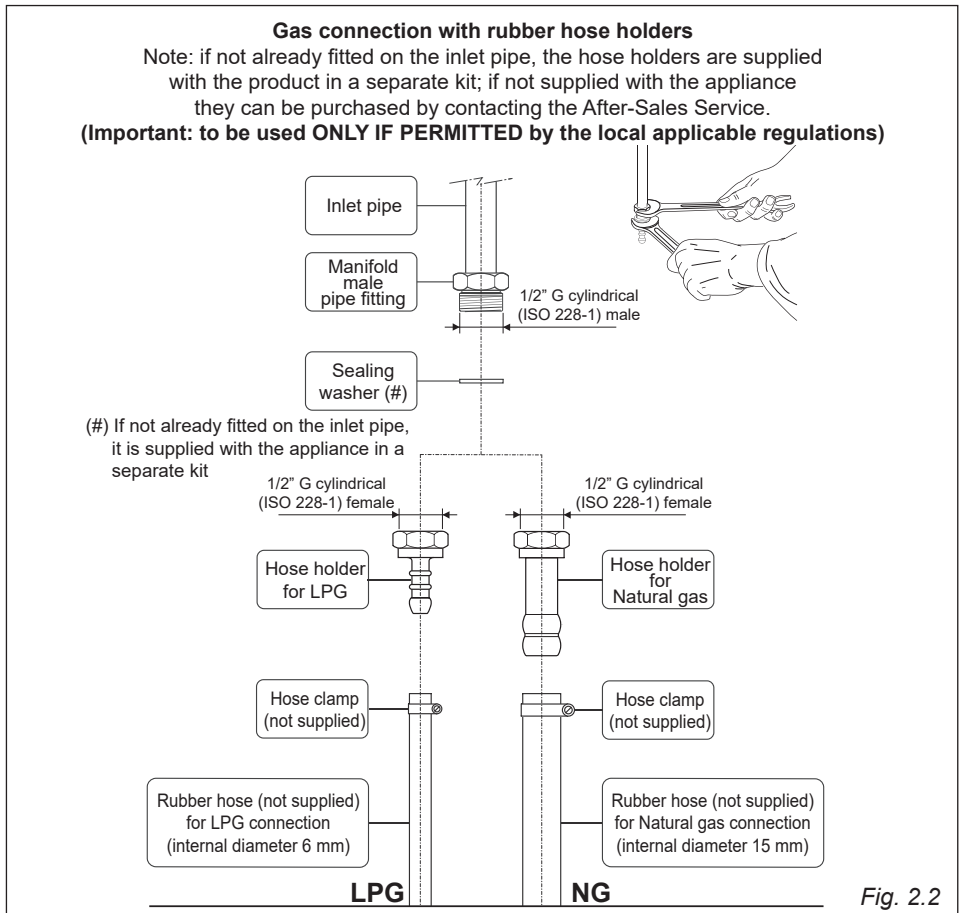 Gas connection with rubber hose holders
Note: if not already fitted on the inlet pipe, the hose holders are supplied
with the product in a separate kit; if not supplied with the appliance
they can be purchased by contacting the After-Sales Service.
(Important: to be used ONLY IF PERMITTED by the local applicable regulations)
Inlet pipe
Manifold
male
pipe fitting
1/2” G cylindrical
(ISO 228-1) male
Sealing
washer (#)
(#) If not already fitted on the inlet pipe,
it is supplied with the appliance in a
separate kit
1/2” G cylindrical
(ISO 228-1) female
1/2” G cylindrical
(ISO 228-1) female
Hose holder
for LPG
Hose holder
for
Natural gas
Hose clamp
(not supplied)
Hose clamp
(not supplied)
Rubber hose (not supplied)
for LPG connection
(internal diameter 6 mm)
Rubber hose (not supplied)
for Natural gas connection
(internal diameter 15 mm)
LPG
NG
Fig. 2.2